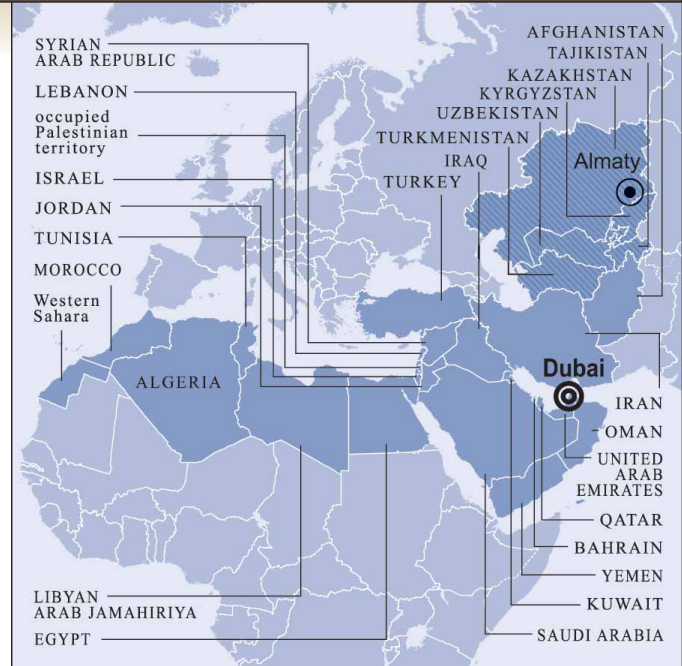 SYRIAN
ARAB REPUBLIC
LEBANON
occupied
Palestinian
territory
ISRAEL
JORDAN
TUNISIA
MOROCCO
Western
Sahara
ALGERIA
LIBYAN
ARAB JAMAHIRIYA
EGYPT
AFGHANISTAN
TAJIKISTAN
KAZAKHSTAN
KYRGYZSTAN
UZBEKISTAN
TURKMENISTAN
IRAQ
TURKEY
Almaty
Dubai
IRAN
OMAN
UNITED
ARAB
EMIRATES
QATAR
BAHRAIN
YEMEN
KUWAIT
SAUDI ARABIA